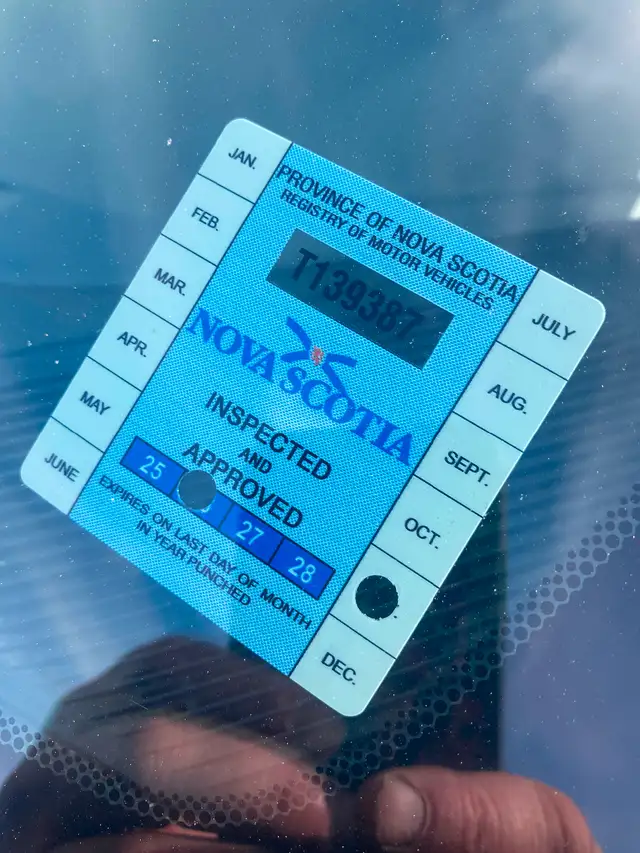 JAN.
FEB.
MAR.
APR.
MAY
JUNE
PROVINCE OF NOVA SCOTIA
REGISTRY OF MOTOR VEHICLES
T139387
NOVA SCOTIA
INSPECTED
AND
APPROVED
25 27 28
EXPIRES ON LAST DAY OF MONTH
IN YEAR PUNCHED
JULY
AUG.
SEPT.
OCT.
DEC.